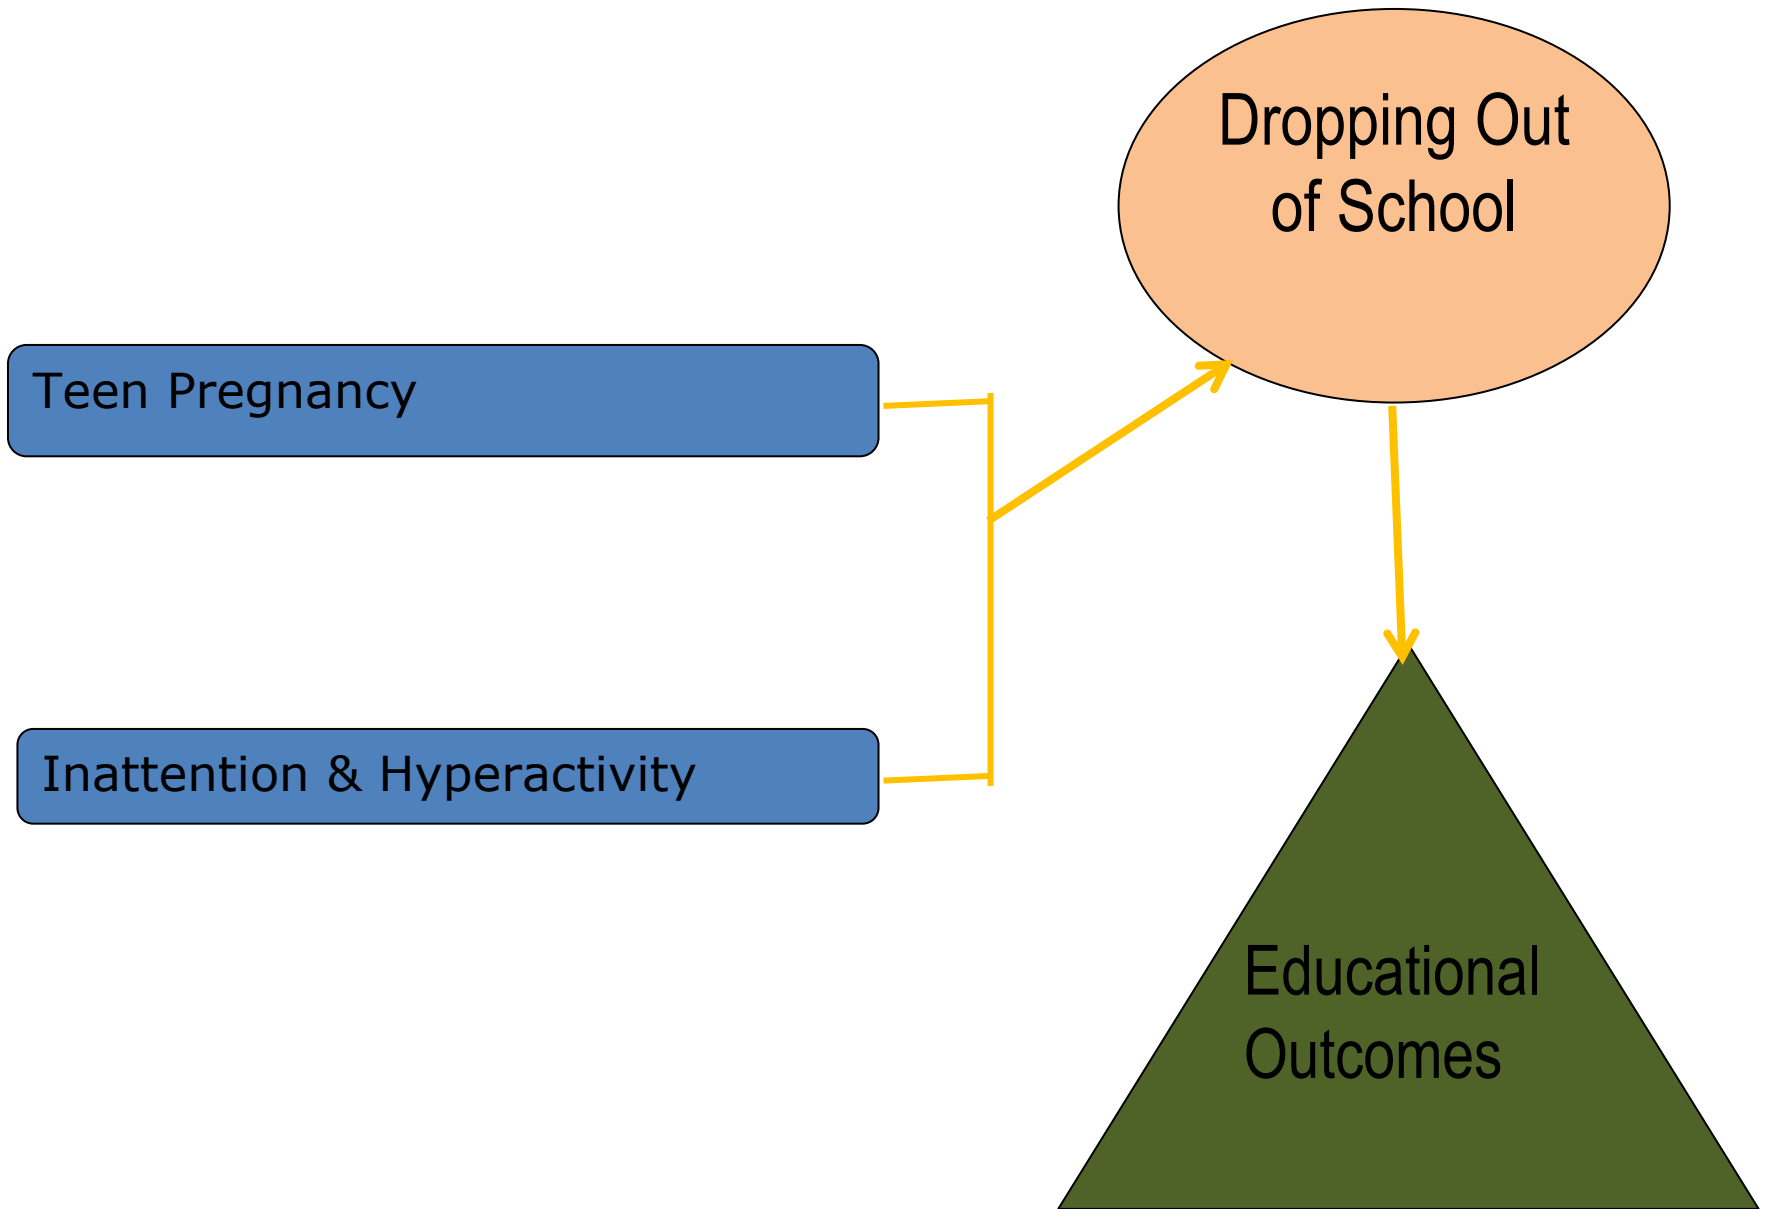 Dropping Out
of School
Teen Pregnancy
Inattention & Hyperactivity
Educational
Outcomes